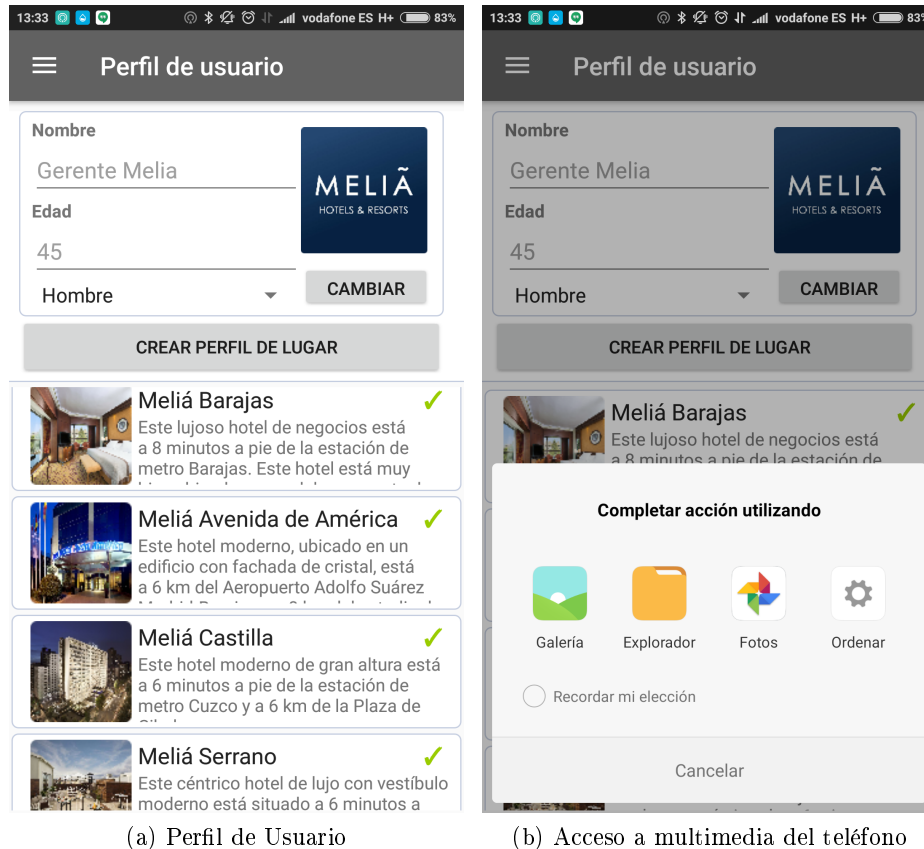 13:33 vodafone ES H+ 83%
Perfil de usuario
Nombre
Gerente Melia
MELIÃ
HOTELS & RESORTS
Edad
45
Hombre
CAMBIAR
CREAR PERFIL DE LUGAR
Meliá Barajas
Este lujoso hotel de negocios está
a 8 minutos a pie de la estación de
metro Barajas. Este hotel está muy
Meliá Avenida de América
Este hotel moderno, ubicado en un
edificio con fachada de cristal, está
a 6 km del Aeropuerto Adolfo Suárez
Meliá Castilla
Este hotel moderno de gran altura está
a 6 minutos a pie de la estación de
metro Cuzco y a 6 km de la Plaza de
Meliá Serrano
Este céntrico hotel de lujo con vestíbulo
moderno está situado a 6 minutos a
(a) Perfil de Usuario
13:33 vodafone ES H+ 83
Perfil de usuario
Nombre
Gerente Melia
MELIÃ
HOTELS & RESORTS
Edad
45
Hombre
CAMBIAR
CREAR PERFIL DE LUGAR
Meliá Barajas
Este lujoso hotel de negocios está
a 8 minutos a pie de la estación de
Completar acción utilizando
Galería
Explorador
Fotos
Ordenar
Recordar mi elección
Cancelar
(b) Acceso a multimedia del teléfono